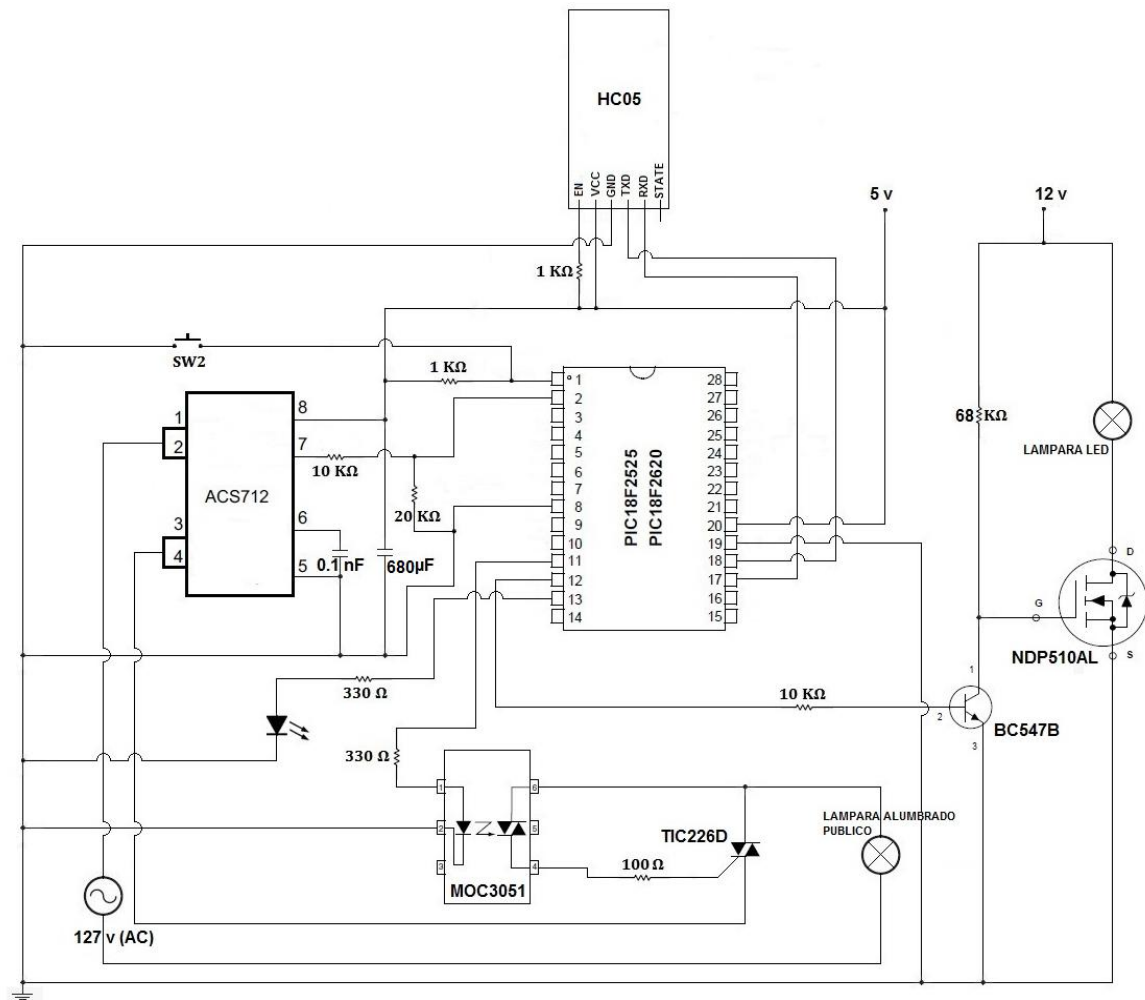 HC05
EN
VCC
GND
TXD
RXD
STATE
5 v
12 v
1 KΩ
SW2
1 KΩ
1
2
3
4
8
7
6
5
ACS712
10 KΩ
20 KΩ
0.1 nF
680µF
1
2
3
4
5
6
7
8
9
10
11
12
13
14
28
27
26
25
24
23
22
21
20
19
18
17
16
15
PIC18F2525
PIC18F2620
68 KΩ
LAMPARA LED
D
G
S
NDP510AL
330 Ω
10 KΩ
1
2
3
BC547B
330 Ω
1
2
3
6
5
4
MOC3051
TIC226D
100 Ω
LAMPARA ALUMBRADO
PUBLICO
127 v (AC)